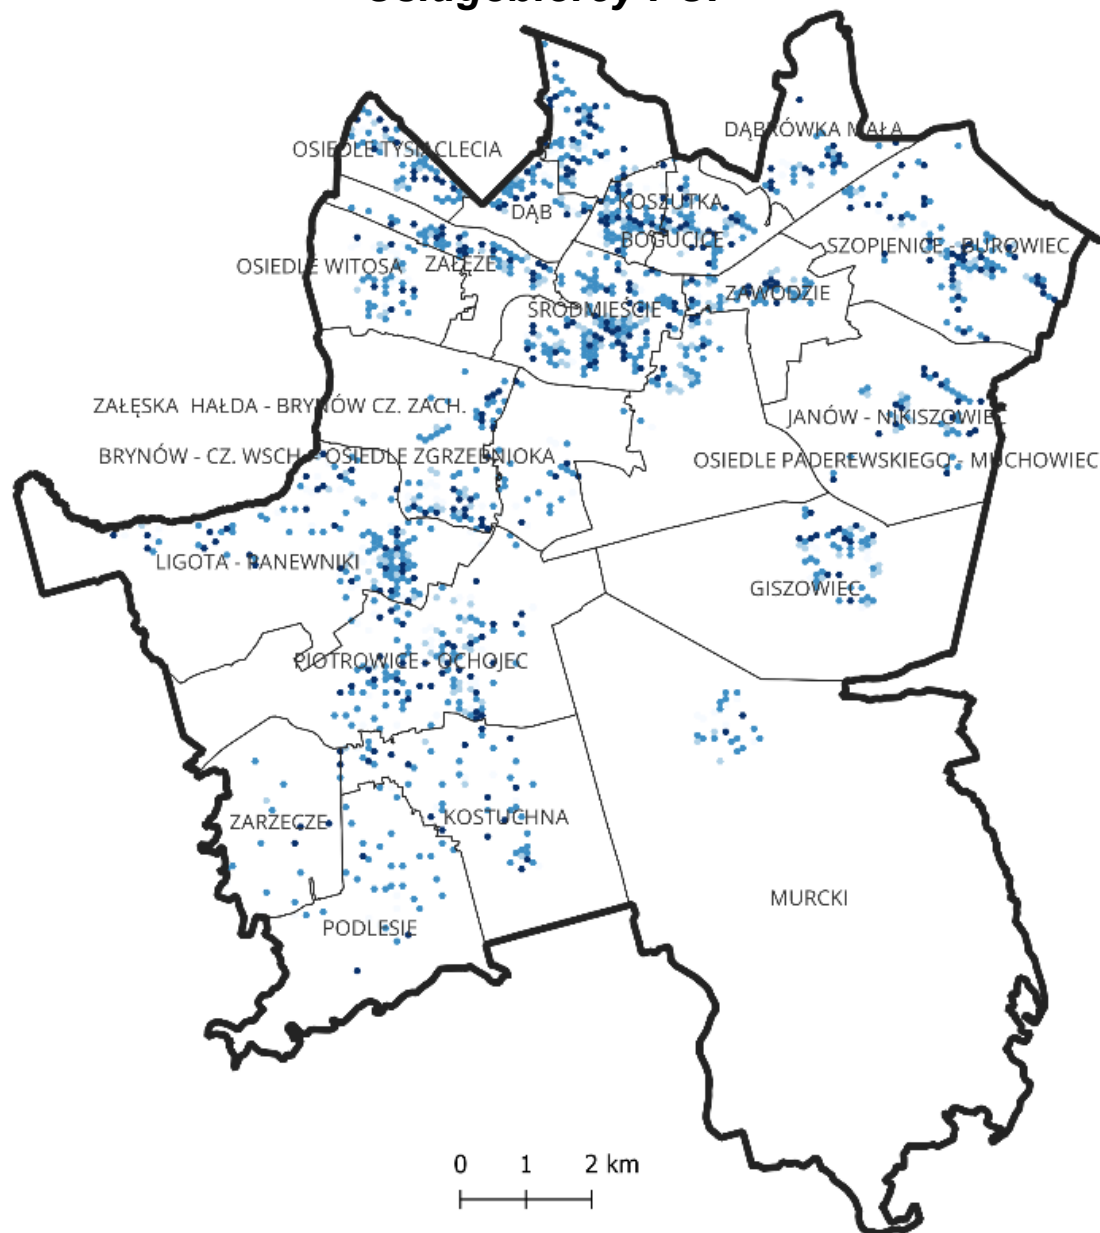 DĄBRÓWKA MAŁA
OSIEDLE TYSIĄCLECIA
KOSZUTKA
DĄB
BOGUCICE
SZOPIENICE - BUROWIEC
OSIEDLE WITOSA
ZAŁĘŻE
ZAWODZIE
ŚRÓDMIEŚCIE
ZAŁĘSKA HAŁDA - BRYNÓW CZ. ZACH.
JANÓW - NIKISZOWIEC
BRYNÓW - CZ. WSCH. - OSIEDLE ZGRZEBNIOKA
OSIEDLE PADEREWSKIEGO - MUCHOWIEC
LIGOTA - PANEWNIKI
GISZOWIEC
PIOTROWICE - OCHOJEC
ZARZECZE
KOSTUCHNA
MURCKI
PODLESIE
0 1 2 km